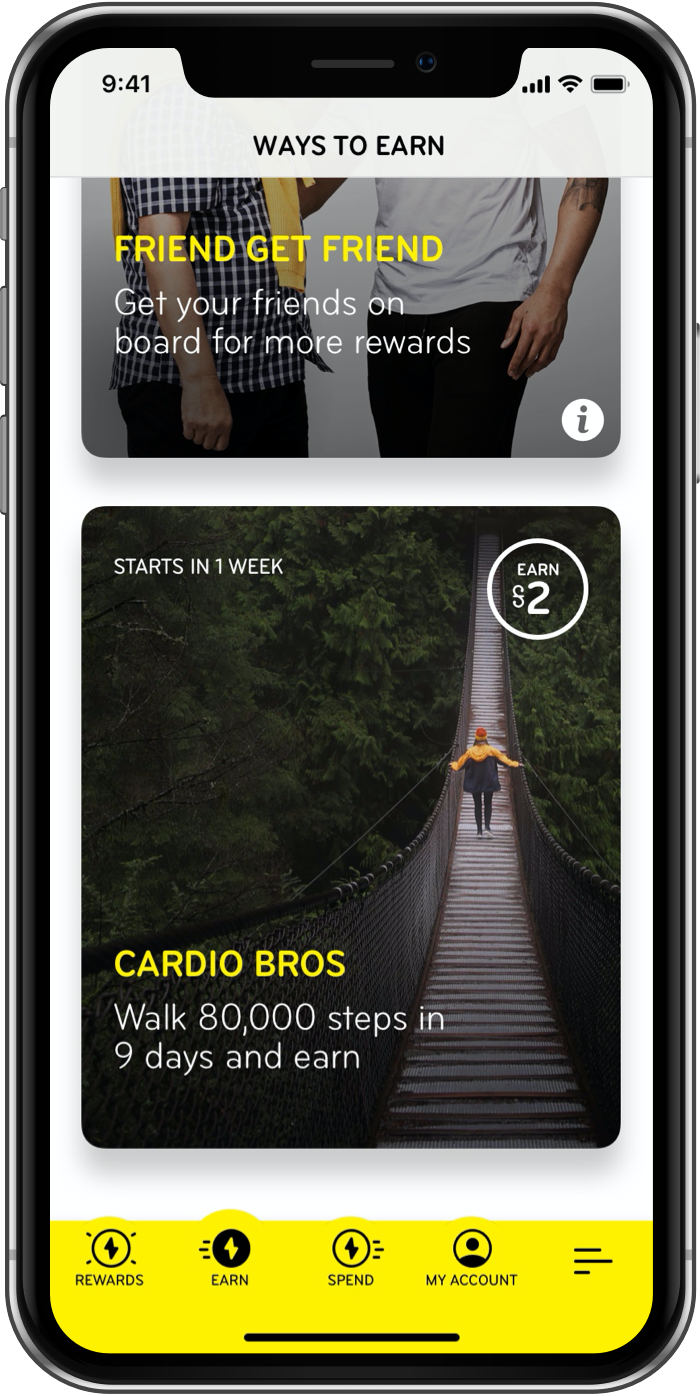 9:41
WAYS TO EARN
FRIEND GET FRIEND
Get your friends on
board for more rewards
i
STARTS IN 1 WEEK
EARN
$2
CARDIO BROS
Walk 80,000 steps in
9 days and earn
REWARDS
EARN
SPEND
MY ACCOUNT